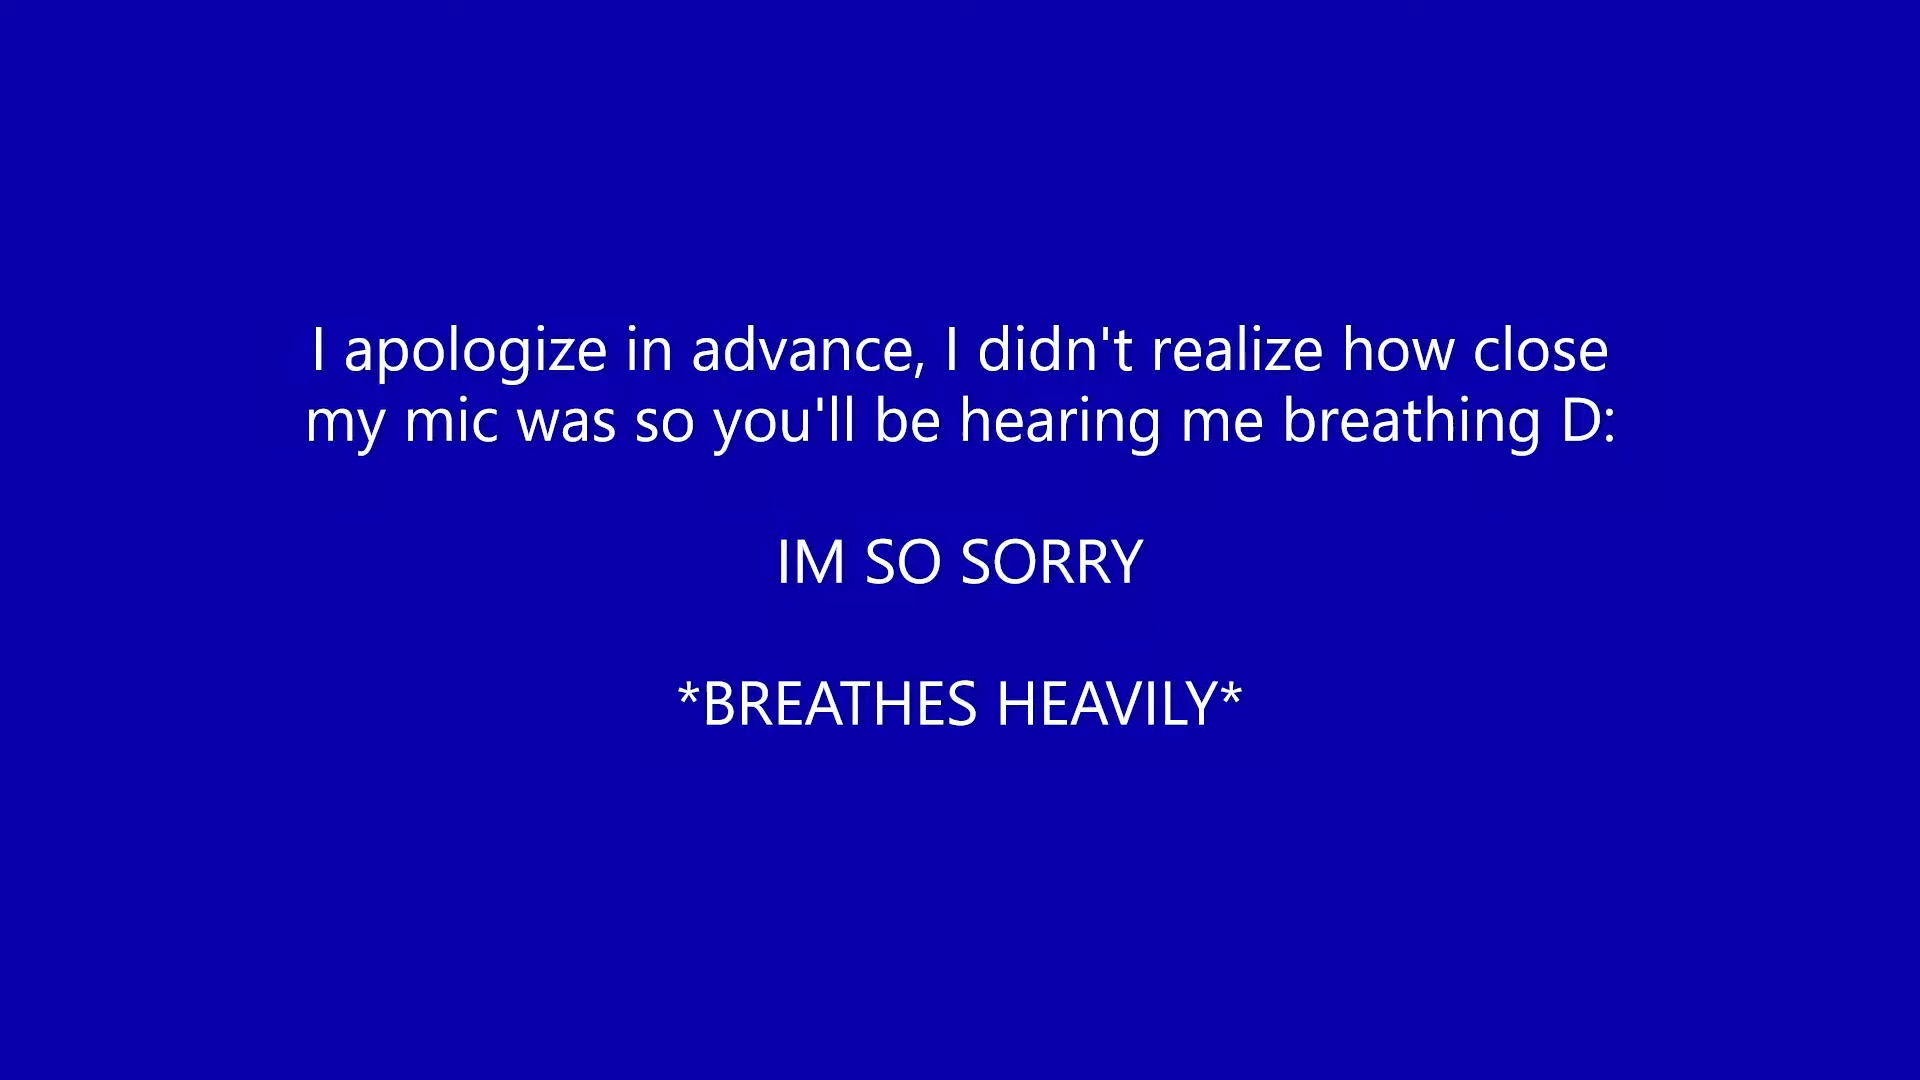 I apologize in advance, I didn't realize how close
my mic was so you'll be hearing me breathing D:
IM SO SORRY
*BREATHES HEAVILY*